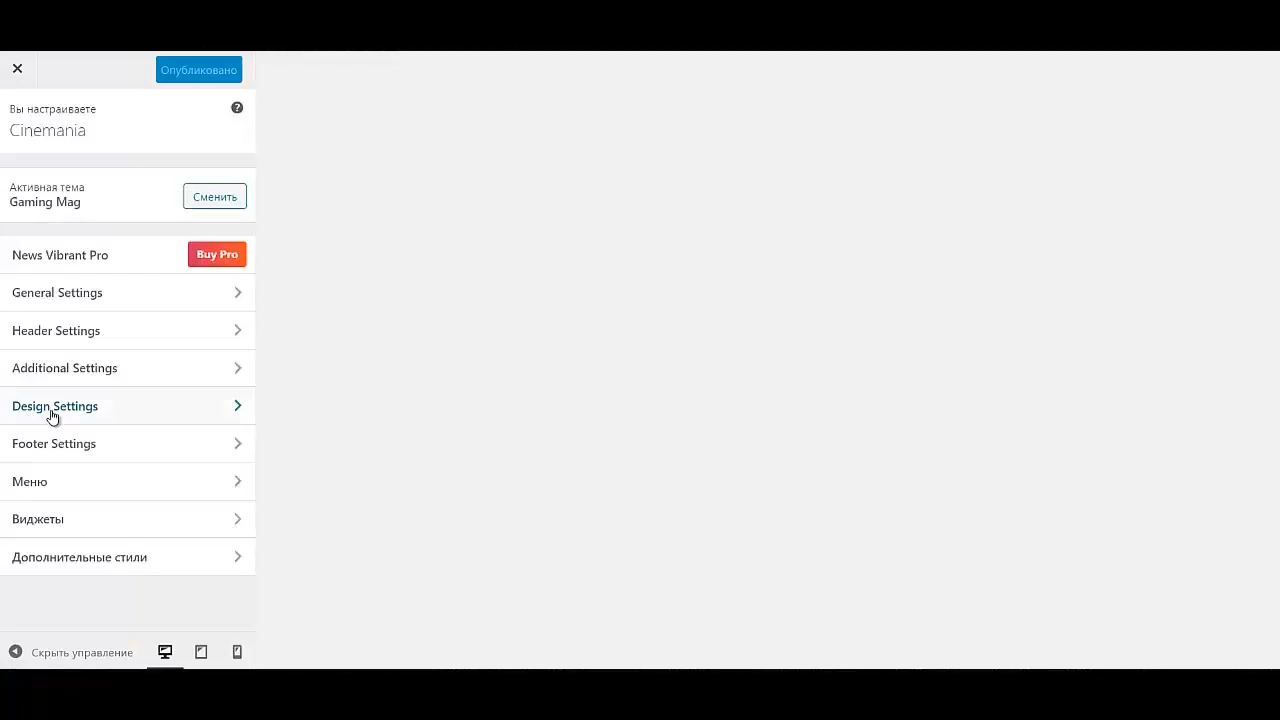 Опубликовано
Вы настраиваете
Cinemania
Активная тема
Gaming Mag
Сменить
News Vibrant Pro
Buy Pro
General Settings
Header Settings
Additional Settings
Design Settings
Footer Settings
Меню
Виджеты
Дополнительные стили
Скрыть управление